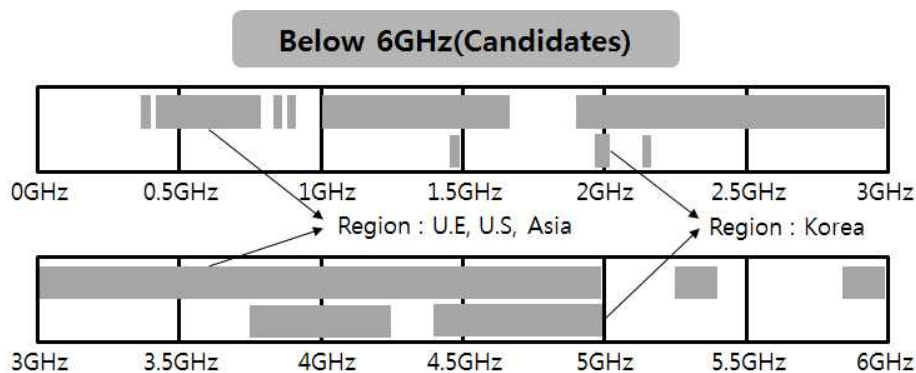 Below 6GHz(Candidates)
0GHz 0.5GHz 1GHz 1.5GHz 2GHz 2.5GHz 3GHz
Region : U.E, U.S, Asia Region : Korea
3GHz 3.5GHz 4GHz 4.5GHz 5GHz 5.5GHz 6GHz